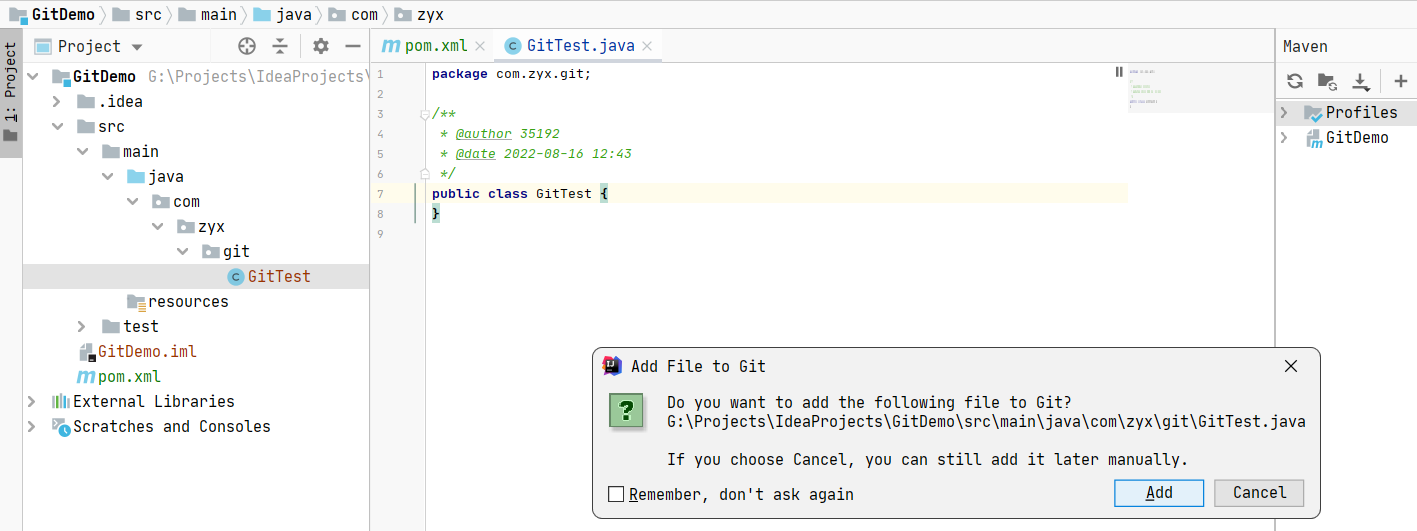 GitDemo src main java com zyx
1: Project
Project
GitDemo G:\Projects\IdeaProjects\
.idea
src
main
java
com
zyx
git
GitTest
resources
test
GitDemo.iml
pom.xml
External Libraries
Scratches and Consoles
pom.xml GitTest.java
1 package com.zyx.git;
2
3 /**
4 * @author 35192
5 * @date 2022-08-16 12:43
6 */
7 public class GitTest {
8 }
9
Maven
Profiles
GitDemo
Add File to Git
Do you want to add the following file to Git?
G:\Projects\IdeaProjects\GitDemo\src\main\java\com\zyx\git\GitTest.java
If you choose Cancel, you can still add it later manually.
Remember, don't ask again
Add Cancel